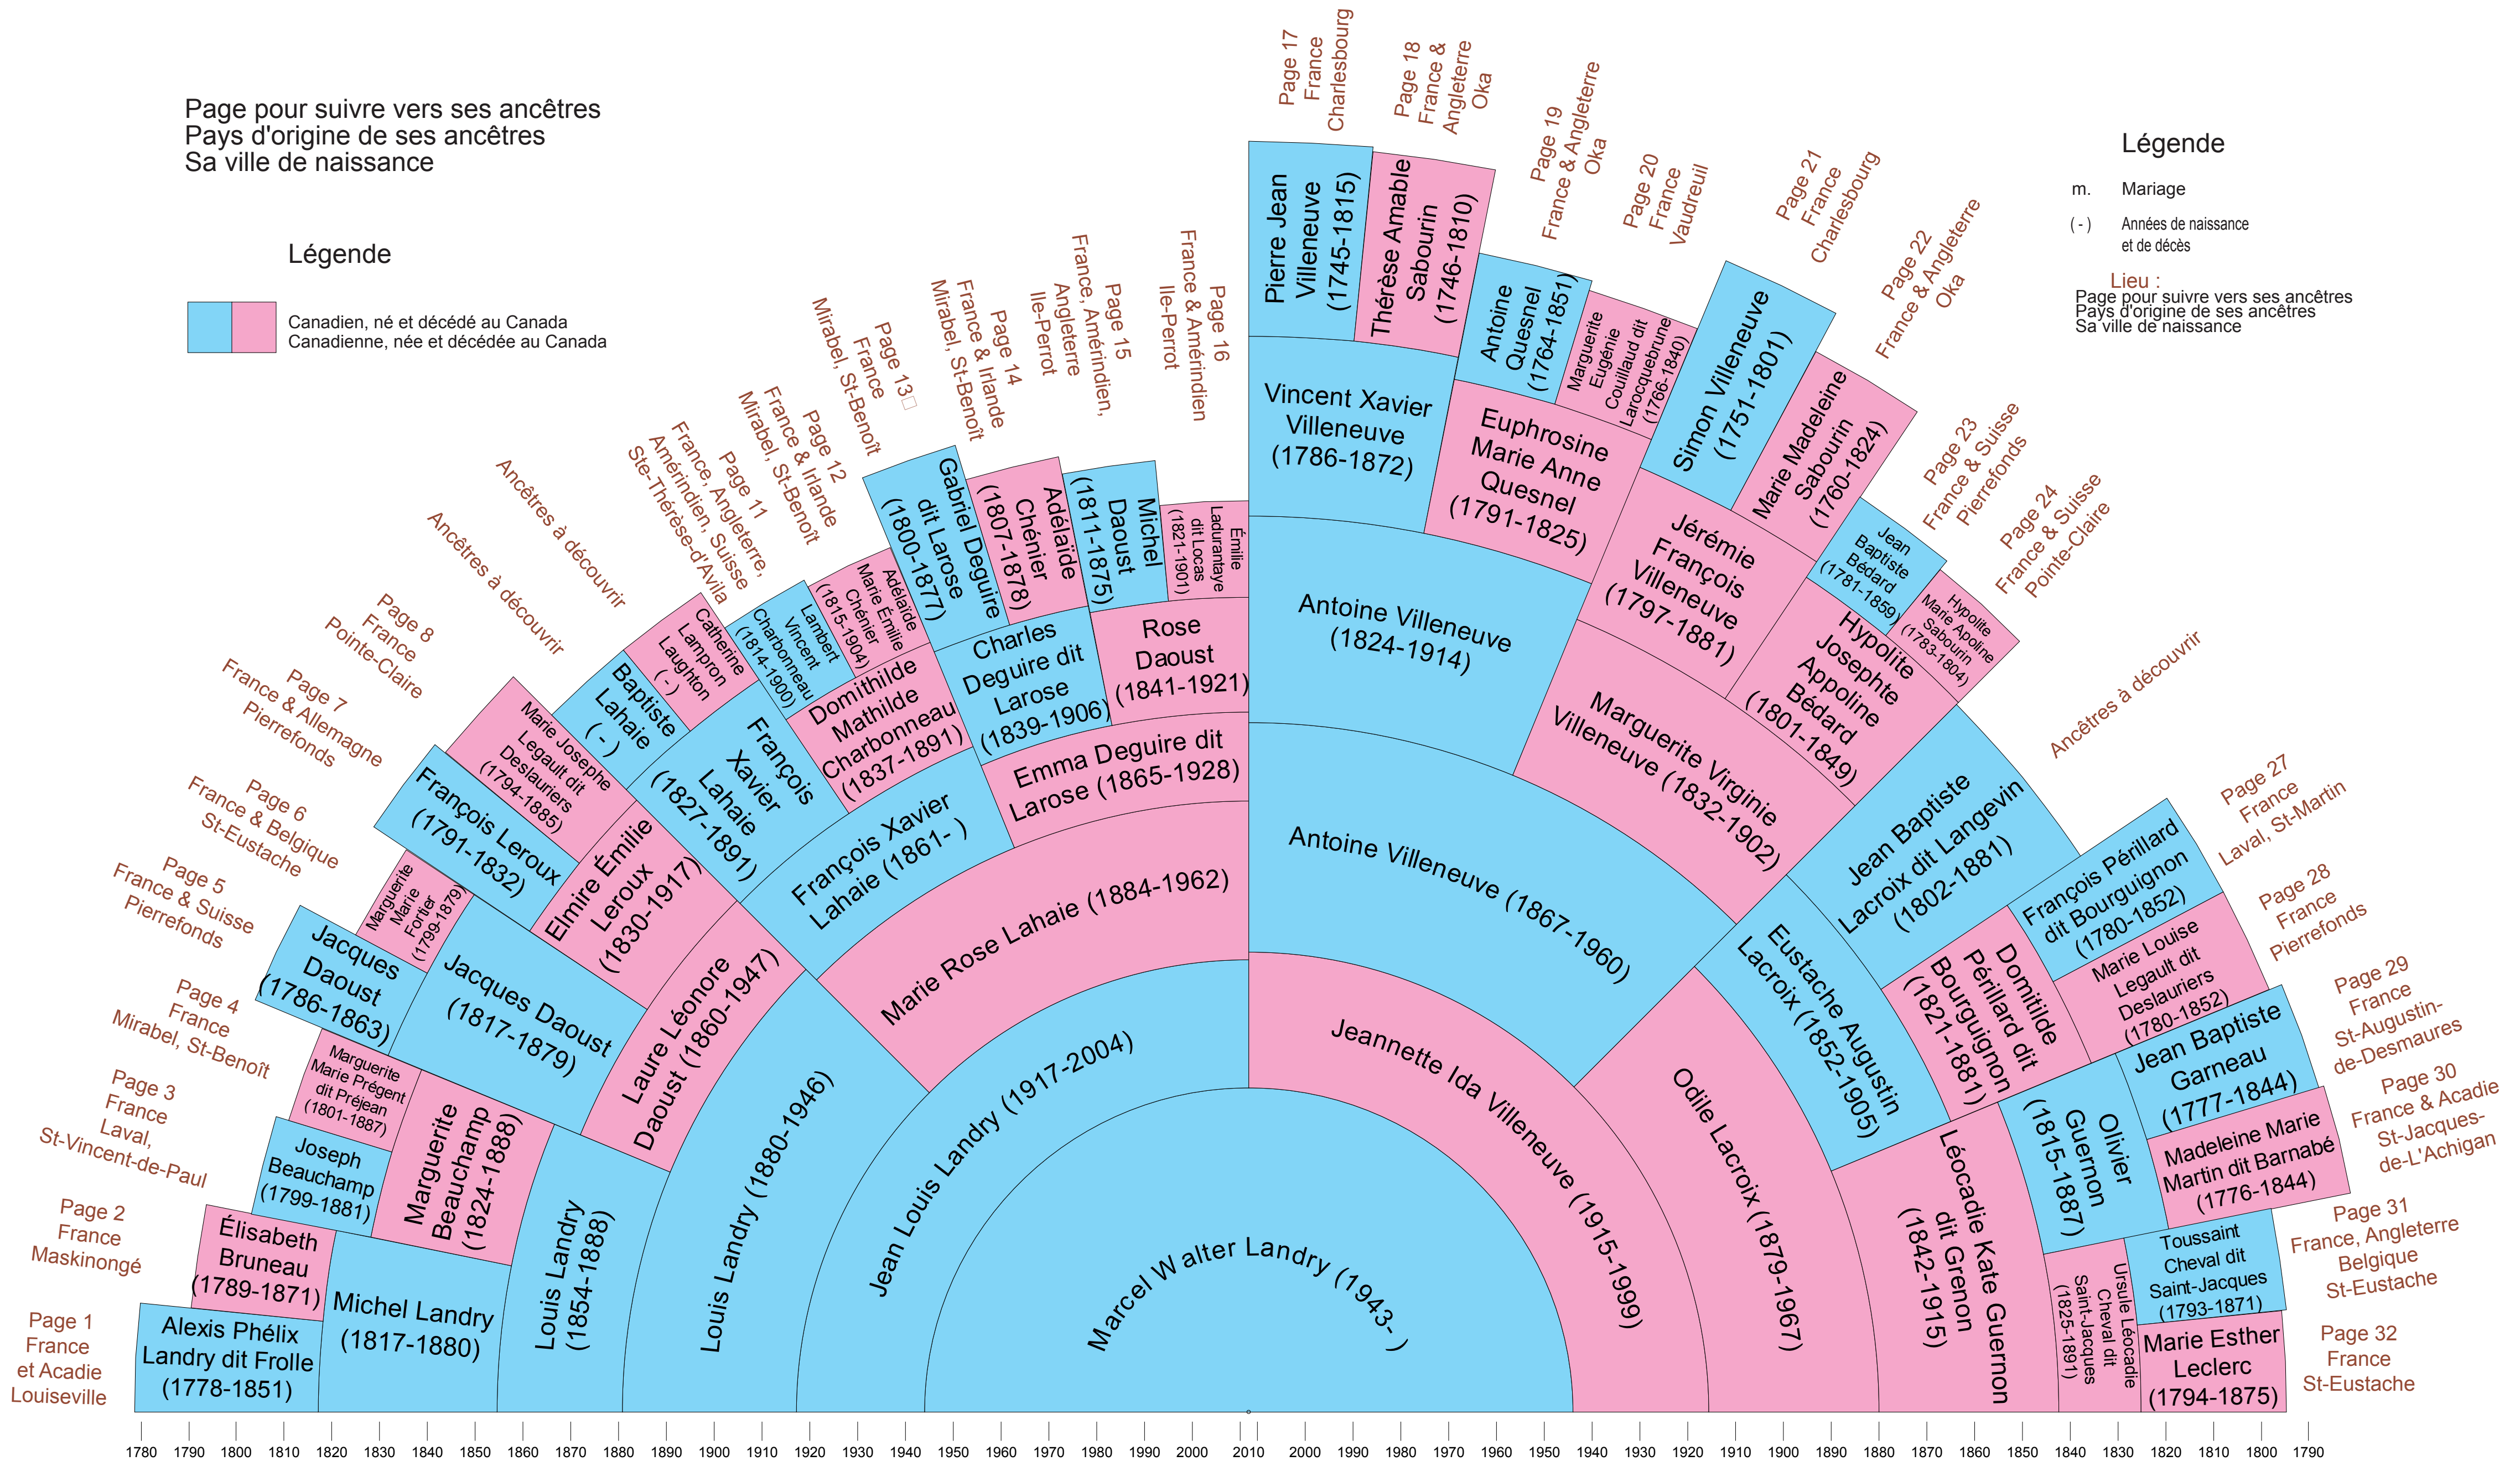 Page pour suivre vers ses ancêtres
Pays d'origine de ses ancêtres
Sa ville de naissance
Légende
Canadien, né et décédé au Canada
Canadienne, née et décédée au Canada
Légende
m. Mariage
( - ) Années de naissance
et de décès
Lieu :
Page pour suivre vers ses ancêtres
Pays d'origine de ses ancêtres
Sa ville de naissance
Page 1
France
et Acadie
Louiseville
Page 2
France
Maskinongé
Page 3
France
Laval,
St-Vincent-de-Paul
Page 4
France
Mirabel, St-Benoît
Page 5
France & Suisse
Pierrefonds
Page 6
France & Belgique
St-Eustache
Page 7
France & Allemagne
Pierrefonds
Page 8
France
Pointe-Claire
Ancêtres à découvrir
Ancêtres à découvrir
Page 11
France, Angleterre,
Amérindien, Suisse
Ste-Thérèse-d'Avila
Page 12
France & Irlande
Mirabel, St-Benoît
Page 13
France
Mirabel, St-Benoît
Page 14
France & Irlande
Mirabel, St-Benoît
Page 15
France, Amérindien,
Angleterre
Ile-Perrot
Page 16
France & Amérindien
Ile-Perrot
Page 17
France
Charlesbourg
Page 18
France &
Angleterre
Oka
Page 19
France & Angleterre
Oka
Page 20
France
Vaudreuil
Page 21
France
Charlesbourg
Page 22
France & Angleterre
Oka
Page 23
France & Suisse
Pierrefonds
Page 24
France & Suisse
Pointe-Claire
Ancêtres à découvrir
Page 27
France
Laval, St-Martin
Page 28
France
Pierrefonds
Page 29
France
St-Augustin-
de-Desmaures
Page 30
France & Acadie
St-Jacques-
de-L'Achigan
Page 31
France, Angleterre
Belgique
St-Eustache
Page 32
France
St-Eustache
Alexis Phélix
Landry dit Frolle
(1778-1851)
Élisabeth
Bruneau
(1789-1871)
Joseph
Beauchamp
(1799-1881)
Marguerite
Marie Prégent
dit Préjean
(1801-1887)
Jacques
Daoust
(1786-1863)
Marguerite
Marie
Fortier
(1799-1879)
François Leroux
(1791-1832)
Marie Josephe
Legault dit
Deslauriers
(1794-1885)
Baptiste
Lahaie
( - )
Catherine
Lampron
Laughton
( - )
Lambert
Vincent
Charbonneau
(1814-1900)
Adélaïde
Marie Émilie
Chénier
(1815-1904)
Gabriel Deguire
dit Larose
(1800-1877)
Adélaïde
Chénier
(1807-1878)
Michel
Daoust
(1811-1875)
Émilie
Ladurantaye
dit Locas
(1821-1901)
Pierre Jean
Villeneuve
(1745-1815)
Thérèse Amable
Sabourin
(1746-1810)
Antoine
Quesnel
(1764-1851)
Marguerite
Eugénie
Couillaud dit
Larocquebrune
(1766-1840)
Simon Villeneuve
(1751-1801)
Marie Madeleine
Sabourin
(1760-1824)
Jean
Baptiste
Bédard
(1781-1859)
Hypolite
Marie Apoline
Sabourin
(1783-1804)
François Périllard
dit Bourguignon
(1780-1852)
Marie Louise
Legault dit
Deslauriers
(1780-1852)
Jean Baptiste
Garneau
(1777-1844)
Madeleine Marie
Martin dit Barnabé
(1776-1844)
Toussaint
Cheval dit
Saint-Jacques
(1793-1871)
Marie Esther
Leclerc
(1794-1875)
Michel Landry
(1817-1880)
Marguerite
Beauchamp
(1824-1888)
Jacques Daoust
(1817-1879)
Elmire Émilie
Leroux
(1830-1917)
François
Xavier
Lahaie
(1827-1891)
Domithilde
Mathilde
Charbonneau
(1837-1891)
Charles
Deguire dit
Larose
(1839-1906)
Rose
Daoust
(1841-1921)
Vincent Xavier
Villeneuve
(1786-1872)
Euphrosine
Marie Anne
Quesnel
(1791-1825)
Jérémie
François
Villeneuve
(1797-1881)
Hypolite
Josephte
Appoline
Bédard
(1801-1849)
Jean Baptiste
Lacroix dit Langevin
(1802-1881)
Domitilde
Périllard dit
Bourguignon
(1821-1881)
Olivier
Guernon
(1815-1887)
Ursule Léocadie
Cheval dit
Saint-Jacques
(1825-1891)
Louis Landry
(1854-1888)
Laure Léonore
Daoust (1860-1947)
François Xavier
Lahaie (1861- )
Emma Deguire dit
Larose (1865-1928)
Antoine Villeneuve
(1824-1914)
Marguerite Virginie
Villeneuve (1832-1902)
Eustache Augustin
Lacroix (1852-1905)
Léocadie Kate Guernon
dit Grenon
(1842-1915)
Louis Landry (1880-1946)
Marie Rose Lahaie (1884-1962)
Antoine Villeneuve (1867-1960)
Odile Lacroix (1879-1967)
Jean Louis Landry (1917-2004)
Jeannette Ida Villeneuve (1915-1999)
Marcel Walter Landry (1943- )
1780 1790 1800 1810 1820 1830 1840 1850 1860 1870 1880 1890 1900 1910 1920 1930 1940 1950 1960 1970 1980 1990 2000 2010 2000 1990 1980 1970 1960 1950 1940 1930 1920 1910 1900 1890 1880 1870 1860 1850 1840 1830 1820 1810 1800 1790